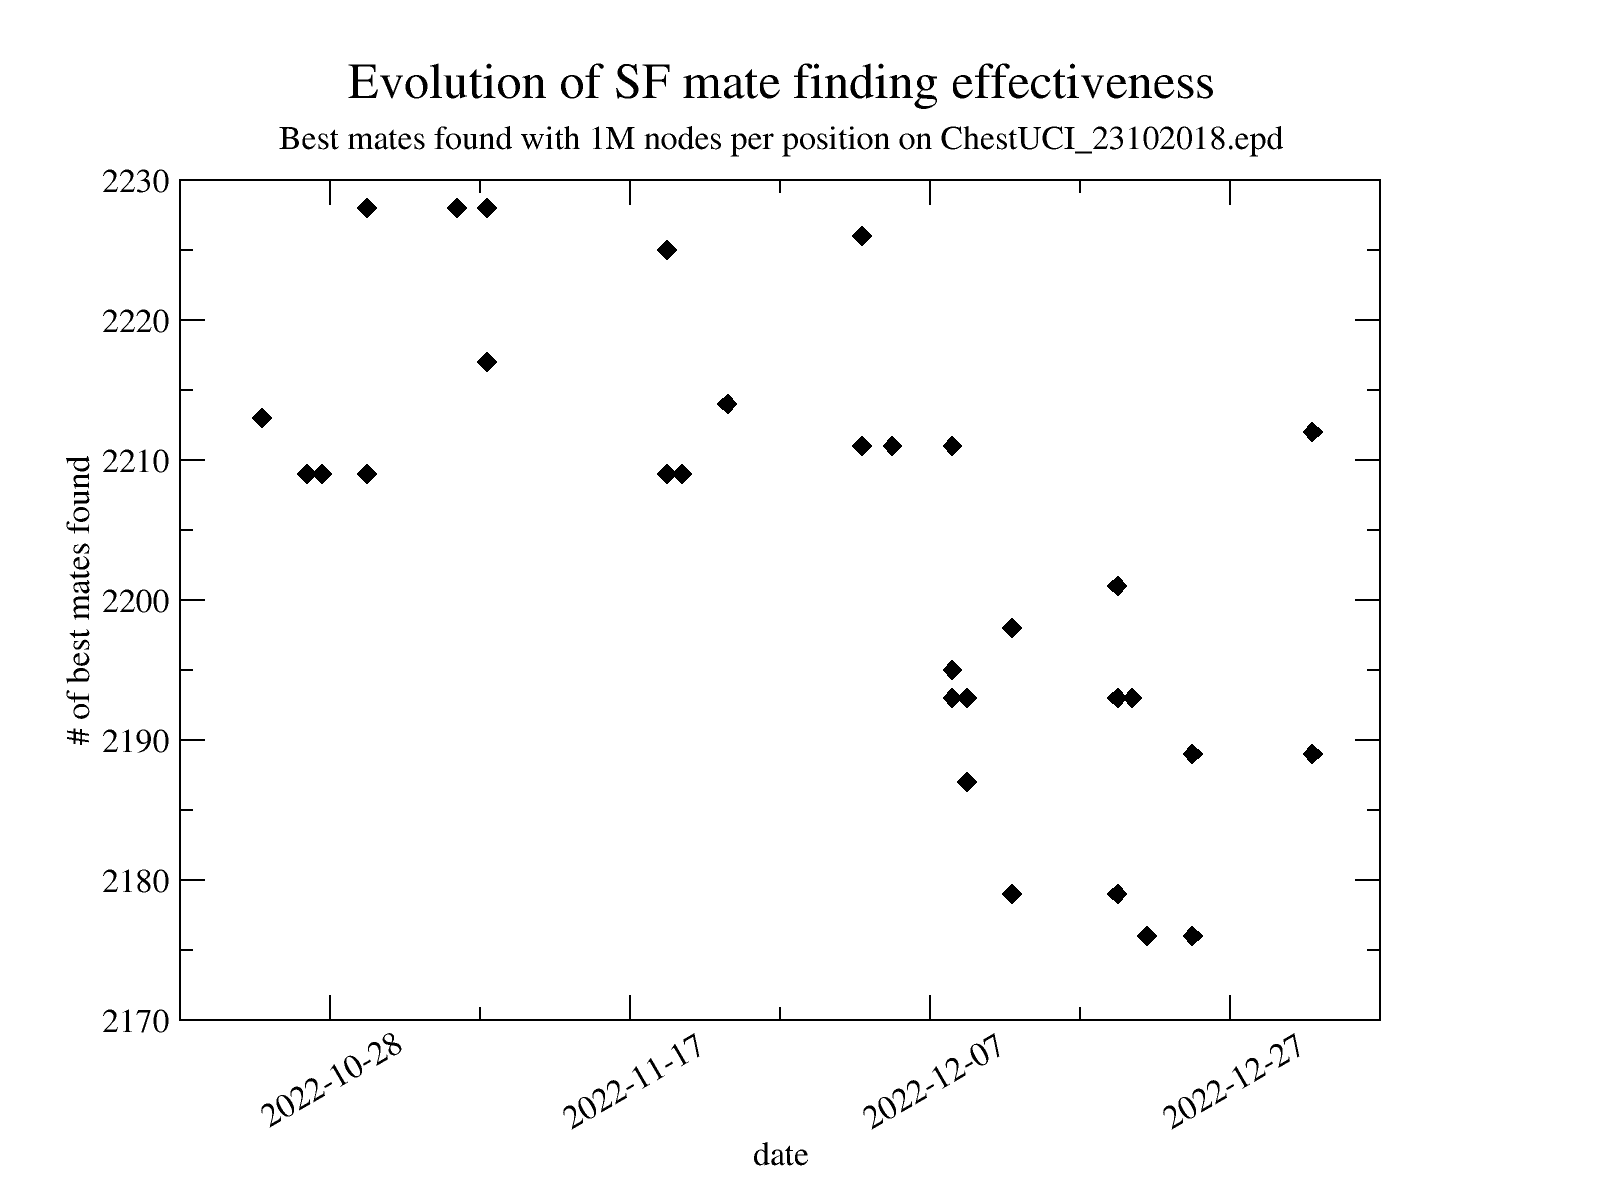 Evolution of SF mate finding effectiveness
Best mates found with 1M nodes per position on ChestUCI_23102018.epd
2230
2220
2210
2200
2190
2180
2170
# of best mates found
2022-10-28
2022-11-17
2022-12-07
2022-12-27
date